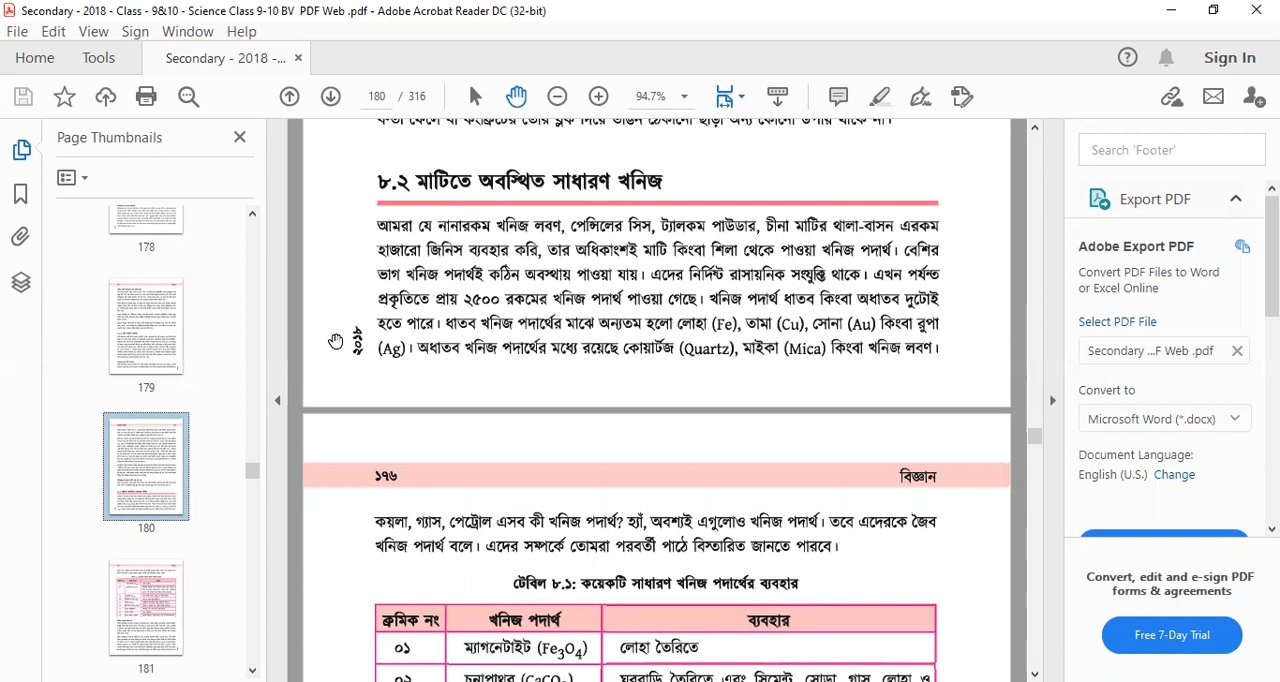 Secondary - 2018 - Class - 9&10 - Science Class 9-10 BV PDF Web .pdf - Adobe Acrobat Reader DC (32-bit)
File Edit View Sign Window Help
Home Tools Secondary - 2018 -... × Sign In
180 / 316 94.7%
Page Thumbnails
178
179
180
181
৮.২ মাটিতে অবস্থিত সাধারণ খনিজ
আমরা যে নানারকম খনিজ লবণ, পেন্সিলের সিস, ট্যালকম পাউডার, চীনা মাটির থালা-বাসন এরকম
হাজারো জিনিস ব্যবহার করি, তার অধিকাংশই মাটি কিংবা শিলা থেকে পাওয়া খনিজ পদার্থ। বেশির
ভাগ খনিজ পদার্থই কঠিন অবস্থায় পাওয়া যায়। এদের নির্দিষ্ট রাসায়নিক সংযুক্তি থাকে। এখন পর্যন্ত
প্রকৃতিতে প্রায় ২৫০০ রকমের খনিজ পদার্থ পাওয়া গেছে। খনিজ পদার্থ ধাতব কিংবা অধাতব দুটোই
হতে পারে। ধাতব খনিজ পদার্থের মাঝে অন্যতম হলো লোহা (Fe), তামা (Cu), সোনা (Au) কিংবা রুপা
(Ag)। অধাতব খনিজ পদার্থের মধ্যে রয়েছে কোয়ার্টজ (Quartz), মাইকা (Mica) কিংবা খনিজ লবণ।
১৭৬ বিজ্ঞান
কয়লা, গ্যাস, পেট্রোল এসব কী খনিজ পদার্থ? হ্যাঁ, অবশ্যই এগুলোও খনিজ পদার্থ। তবে এদেরকে জৈব
খনিজ পদার্থ বলে। এদের সম্পর্কে তোমরা পরবর্তী পাঠে বিস্তারিত জানতে পারবে।
টেবিল ৮.১: কয়েকটি সাধারণ খনিজ পদার্থের ব্যবহার
ক্রমিক নং খনিজ পদার্থ ব্যবহার
০১ ম্যাগনেটাইট (Fe3O4) লোহা তৈরিতে
Search 'Footer'
Export PDF
Adobe Export PDF
Convert PDF Files to Word
or Excel Online
Select PDF File
Secondary ...F Web .pdf
Convert to
Microsoft Word (*.docx)
Document Language:
English (U.S.) Change
Convert, edit and e-sign PDF
forms & agreements
Free 7-Day Trial